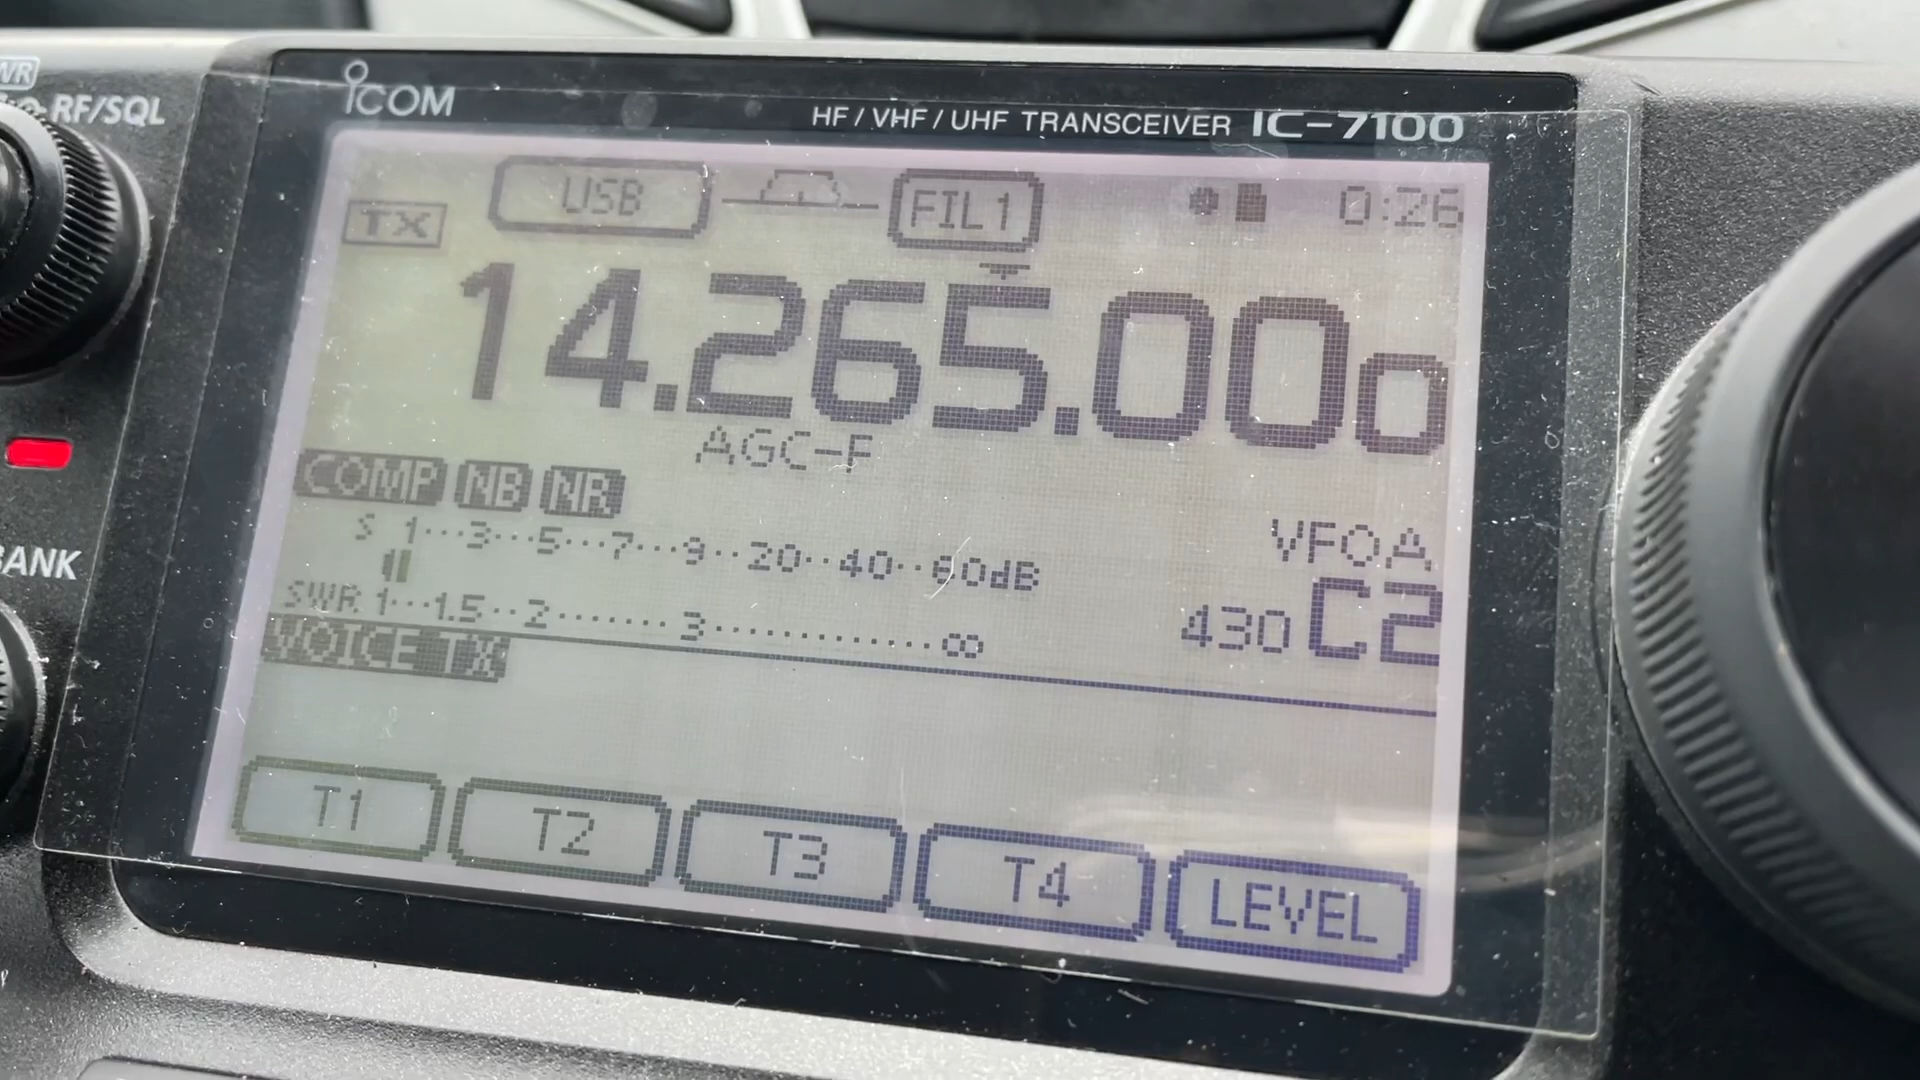 WR
RF/SQL
ICOM
HF / VHF / UHF TRANSCEIVER IC-7100
TX USB FIL1 0:26
14.265.000
AGC-F
COMP NB NR
S 1···3···5···7···9··20··40··60dB
VFOA
SWR 1···1.5··2·······3·············∞
430 C2
BANK
VOICE TX
T1 T2 T3 T4 LEVEL